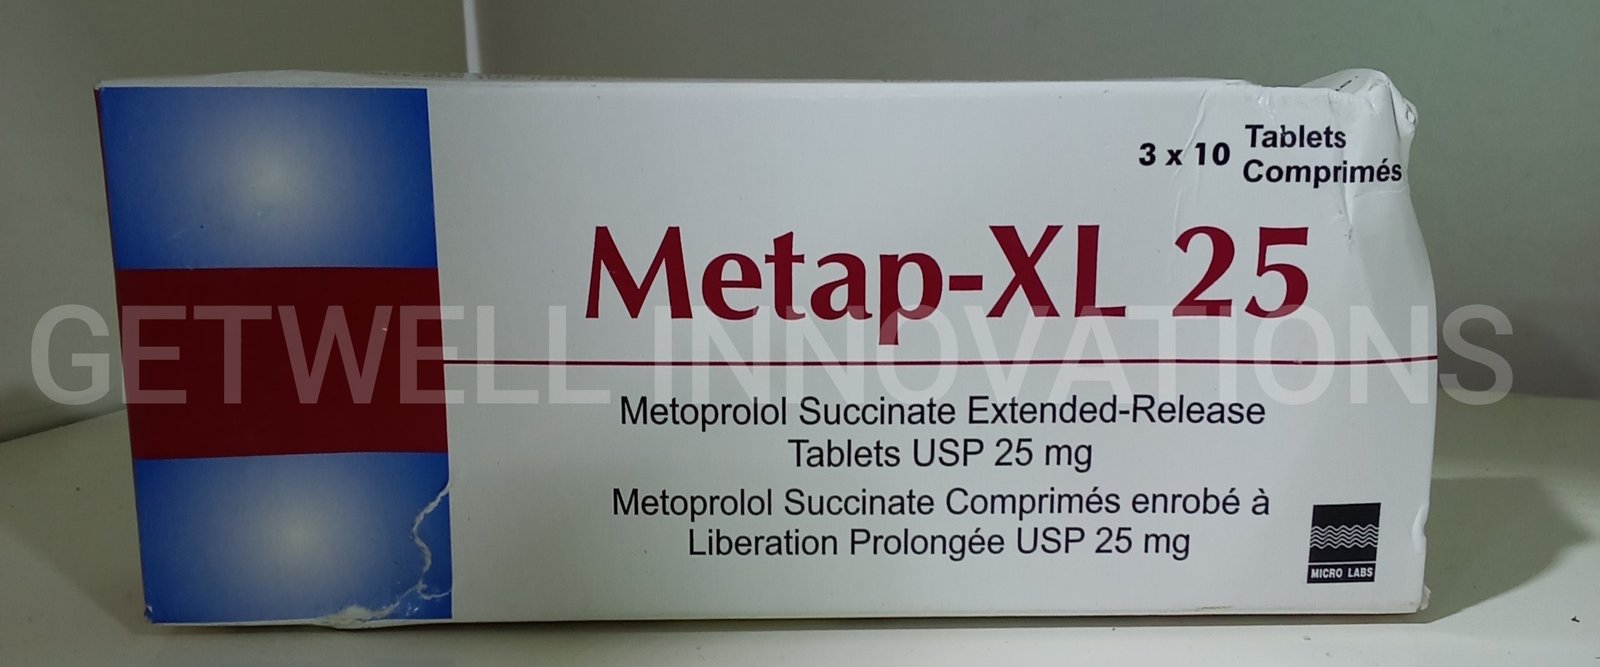 3 x 10 Tablets
Comprimés
Metap-XL 25
GETWELL INNOVATIONS
Metoprolol Succinate Extended-Release
Tablets USP 25 mg
Metoprolol Succinate Comprimés enrobé à
Liberation Prolongée USP 25 mg
MICRO LABS